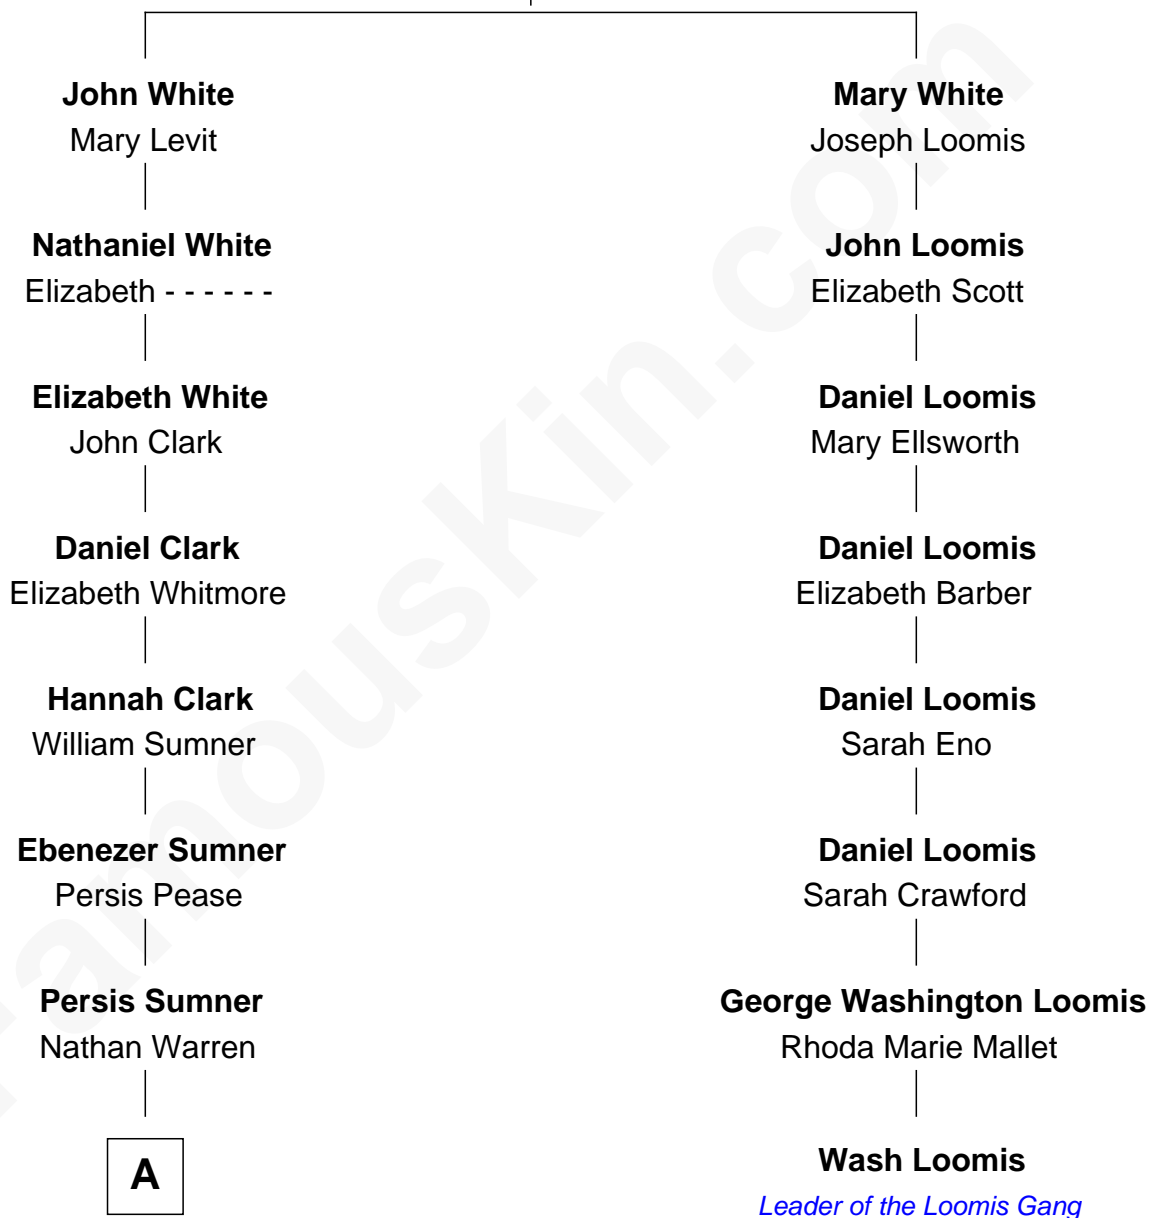 John White
Mary Levit
Mary White
Joseph Loomis
Nathaniel White
Elizabeth - - - - - -
John Loomis
Elizabeth Scott
Elizabeth White
John Clark
Daniel Loomis
Mary Ellsworth
Daniel Clark
Elizabeth Whitmore
Daniel Loomis
Elizabeth Barber
Hannah Clark
William Sumner
Daniel Loomis
Sarah Eno
Ebenezer Sumner
Persis Pease
Daniel Loomis
Sarah Crawford
Persis Sumner
Nathan Warren
George Washington Loomis
Rhoda Marie Mallet
A
Wash Loomis
Leader of the Loomis Gang
FamousKin.com